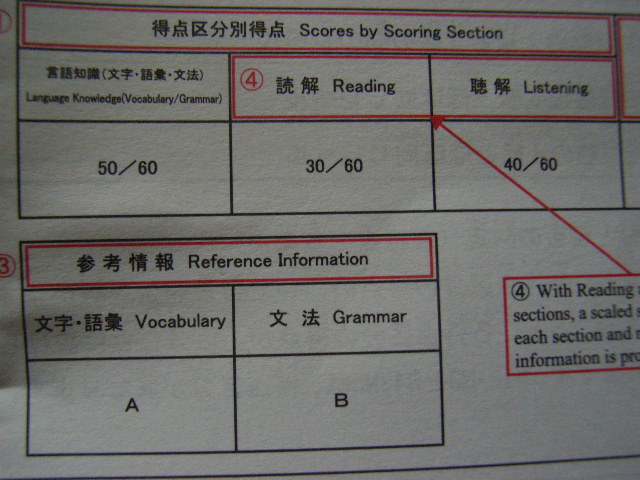 得点区分別得点 Scores by Scoring Section
言語知識(文字・語彙・文法)
Language Knowledge(Vocabulary/Grammar)
④ 読解 Reading
聴解 Listening
50/60
30/60
40/60
③
参考情報 Reference Information
文字・語彙 Vocabulary
文法 Grammar
A
B
④ With Reading
sections, a scaled
each section and
information is